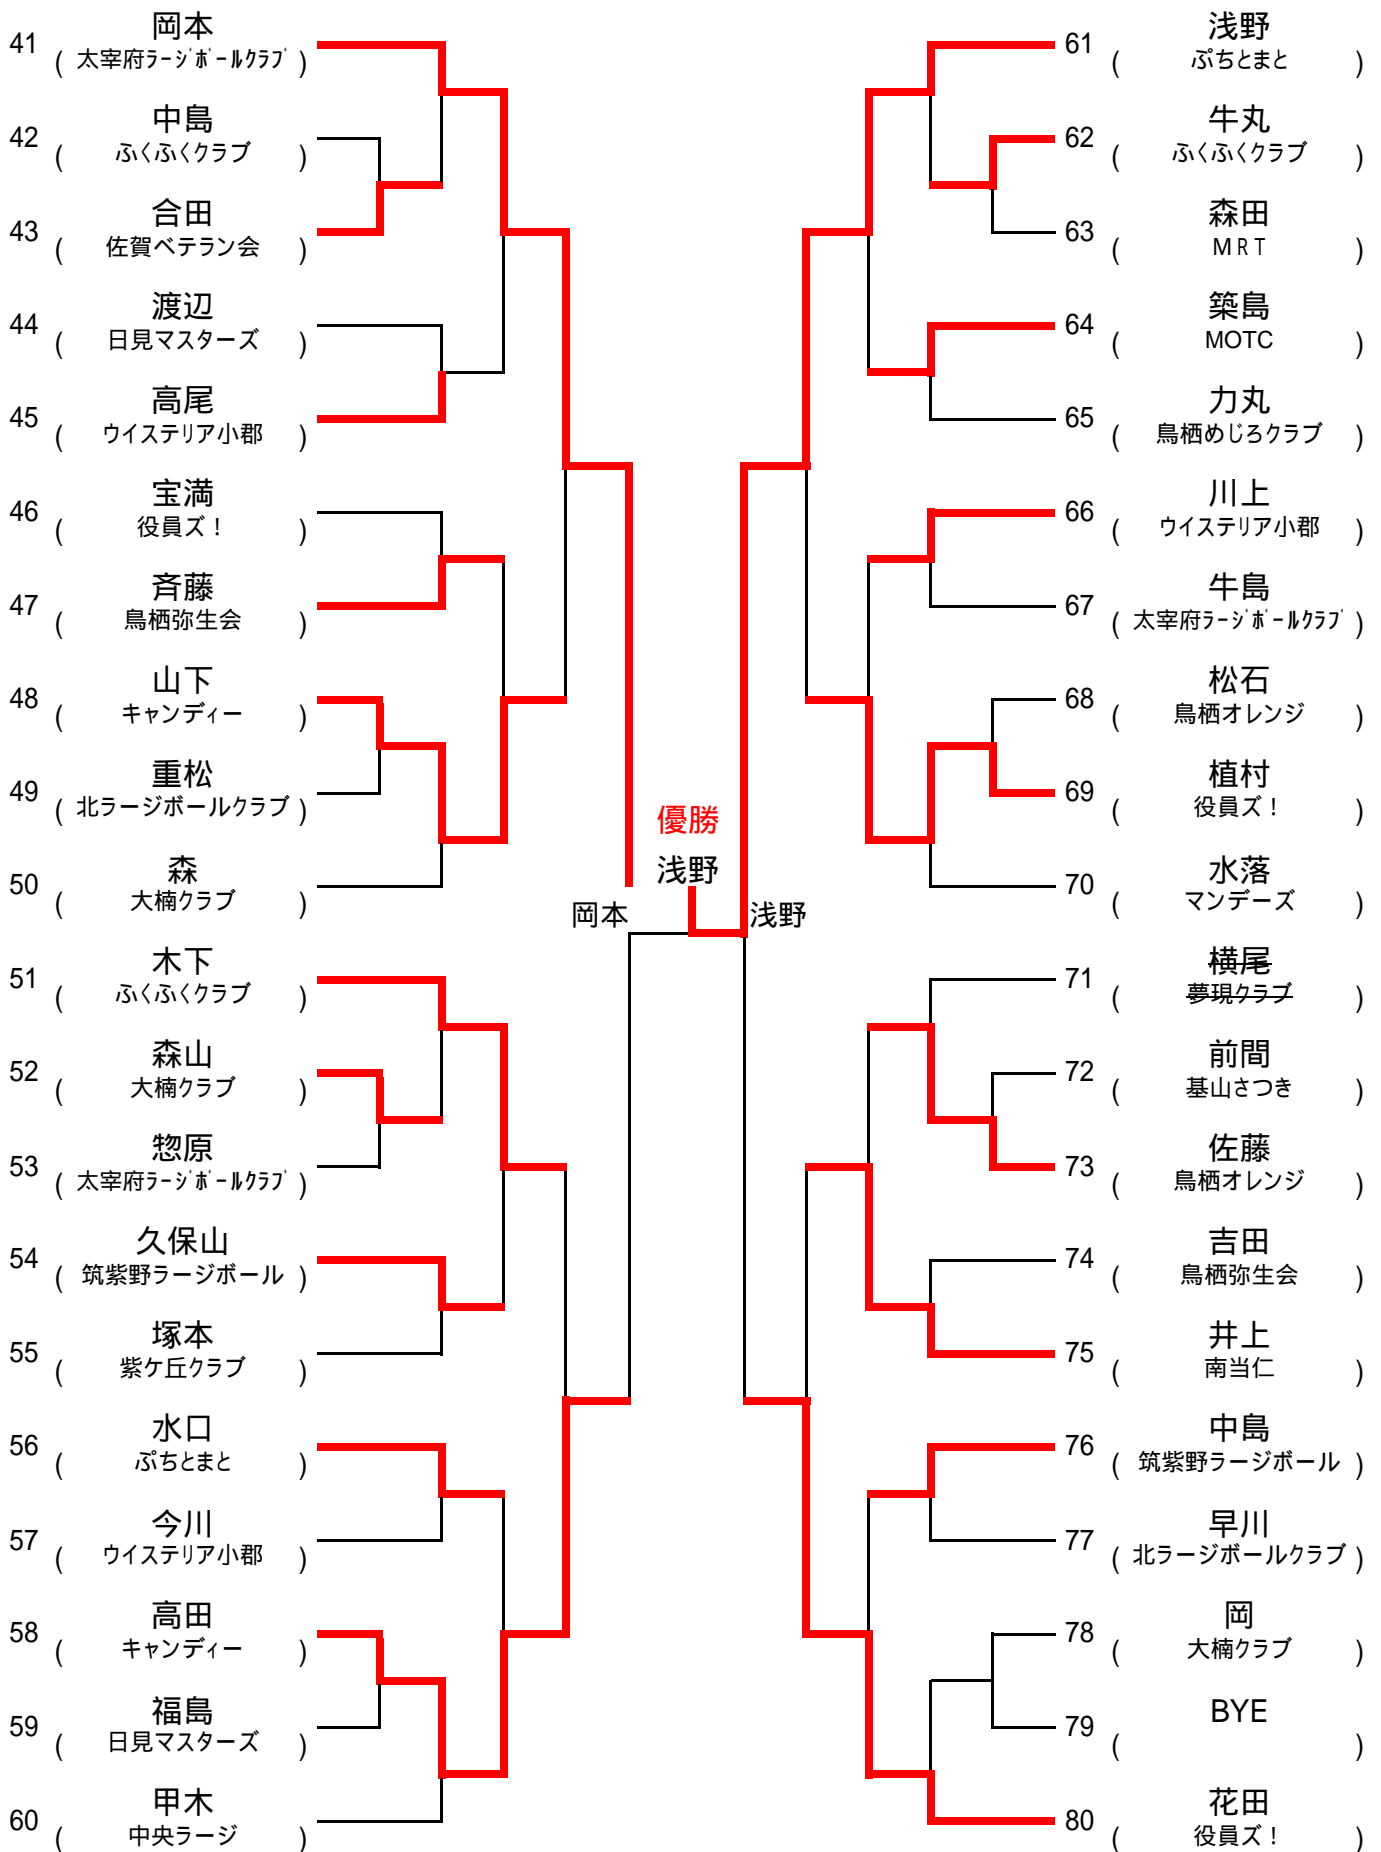 41 岡本
( 太宰府ﾗｰｼﾞﾎﾞｰﾙｸﾗﾌﾞ )
42 中島
( ふくふくクラブ )
43 合田
( 佐賀ベテラン会 )
44 渡辺
( 日見マスターズ )
45 高尾
( ウイステリア小郡 )
46 宝満
( 役員ズ！ )
47 斉藤
( 鳥栖弥生会 )
48 山下
( キャンディー )
49 重松
( 北ラージボールクラブ )
50 森
( 大楠クラブ )
51 木下
( ふくふくクラブ )
52 森山
( 大楠クラブ )
53 惣原
( 太宰府ﾗｰｼﾞﾎﾞｰﾙｸﾗﾌﾞ )
54 久保山
( 筑紫野ラージボール )
55 塚本
( 紫ケ丘クラブ )
56 水口
( ぷちとまと )
57 今川
( ウイステリア小郡 )
58 高田
( キャンディー )
59 福島
( 日見マスターズ )
60 甲木
( 中央ラージ )
優勝
浅野
岡本
浅野
61 浅野
( ぷちとまと )
62 牛丸
( ふくふくクラブ )
63 森田
( ＭＲＴ )
64 築島
( MOTC )
65 力丸
( 鳥栖めじろクラブ )
66 川上
( ウイステリア小郡 )
67 牛島
( 太宰府ﾗｰｼﾞﾎﾞｰﾙｸﾗﾌﾞ )
68 松石
( 鳥栖オレンジ )
69 植村
( 役員ズ！ )
70 水落
( マンデーズ )
71 横尾
( 夢現クラブ )
72 前間
( 基山さつき )
73 佐藤
( 鳥栖オレンジ )
74 吉田
( 鳥栖弥生会 )
75 井上
( 南当仁 )
76 中島
( 筑紫野ラージボール )
77 早川
( 北ラージボールクラブ )
78 岡
( 大楠クラブ )
79 BYE
( )
80 花田
( 役員ズ！ )